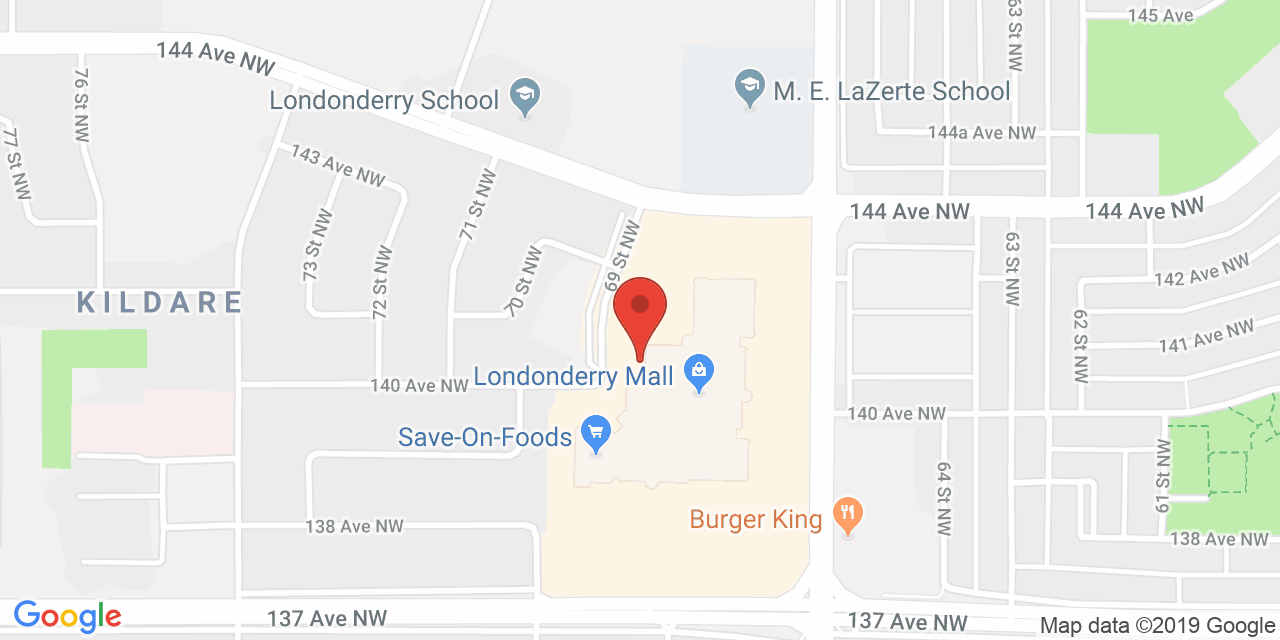 145 Ave
63 St NW
144 Ave NW
76 St NW
Londonderry School
M. E. LaZerte School
77 St NW
144a Ave NW
143 Ave NW
71 St NW
144 Ave NW
144 Ave NW
73 St NW
72 St NW
70 St NW
69 St NW
63 St NW
142 Ave NW
KILDARE
62 St NW
141 Ave NW
140 Ave NW
Londonderry Mall
140 Ave NW
Save-On-Foods
64 St NW
61 St NW
138 Ave NW
Burger King
138 Ave NW
Google
137 Ave NW
137 Ave NW
Map data ©2019 Google